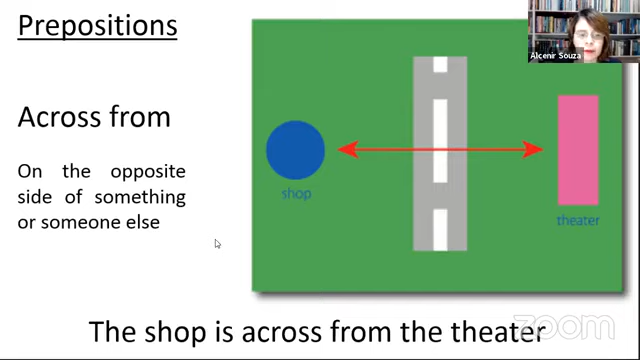 Prepositions
Alcenir Souza
Across from
On the opposite
side of something
or someone else
shop
theater
zoom
The shop is across from the theater